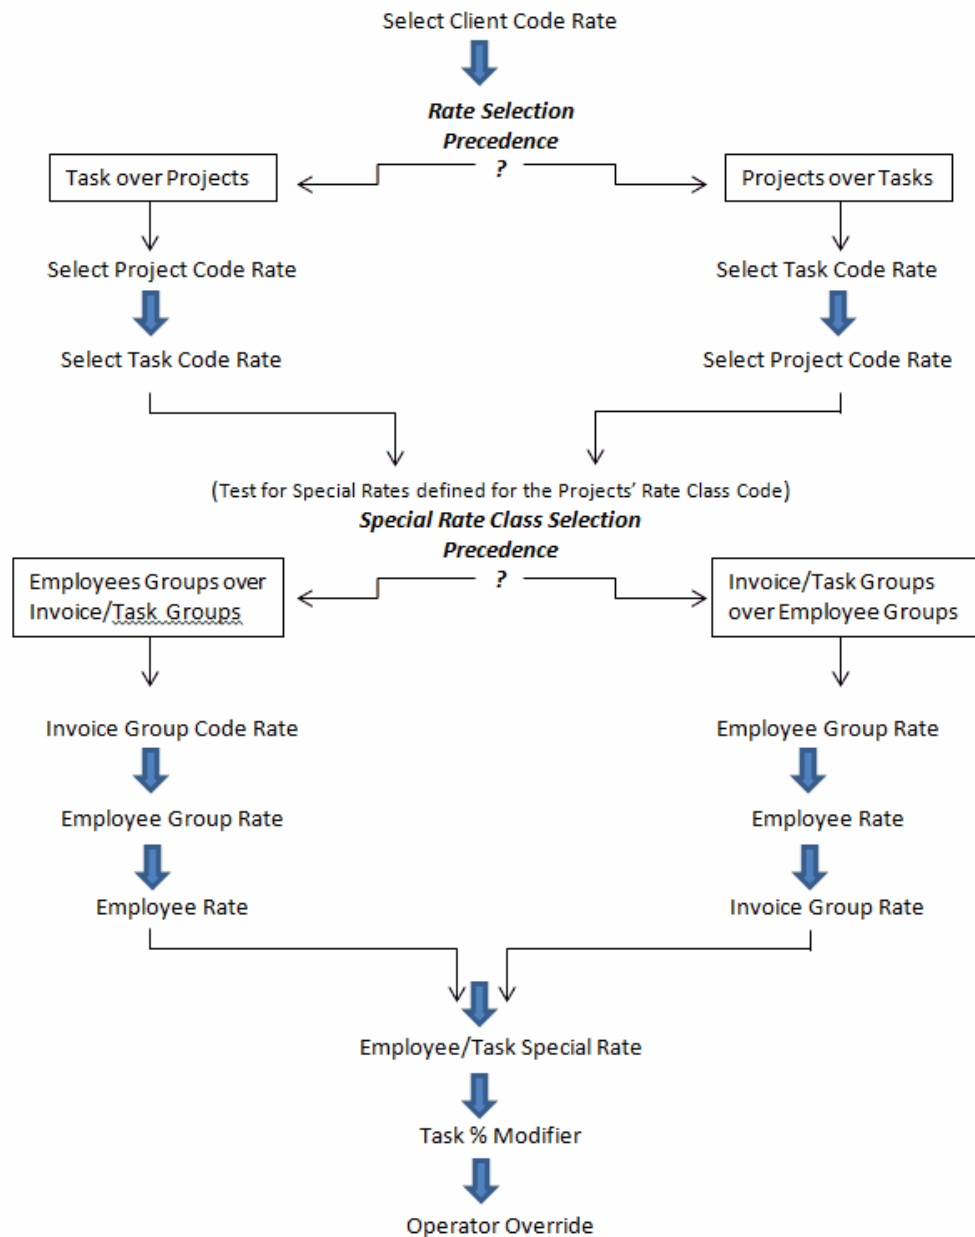 Select Client Code Rate
Rate Selection
Precedence
?
Task over Projects
Projects over Tasks
Select Project Code Rate
Select Task Code Rate
Select Task Code Rate
Select Project Code Rate
(Test for Special Rates defined for the Projects' Rate Class Code)
Special Rate Class Selection
Precedence
?
Employees Groups over
Invoice/Task Groups
Invoice/Task Groups
over Employee Groups
Invoice Group Code Rate
Employee Group Rate
Employee Group Rate
Employee Rate
Employee Rate
Invoice Group Rate
Employee/Task Special Rate
Task % Modifier
Operator Override